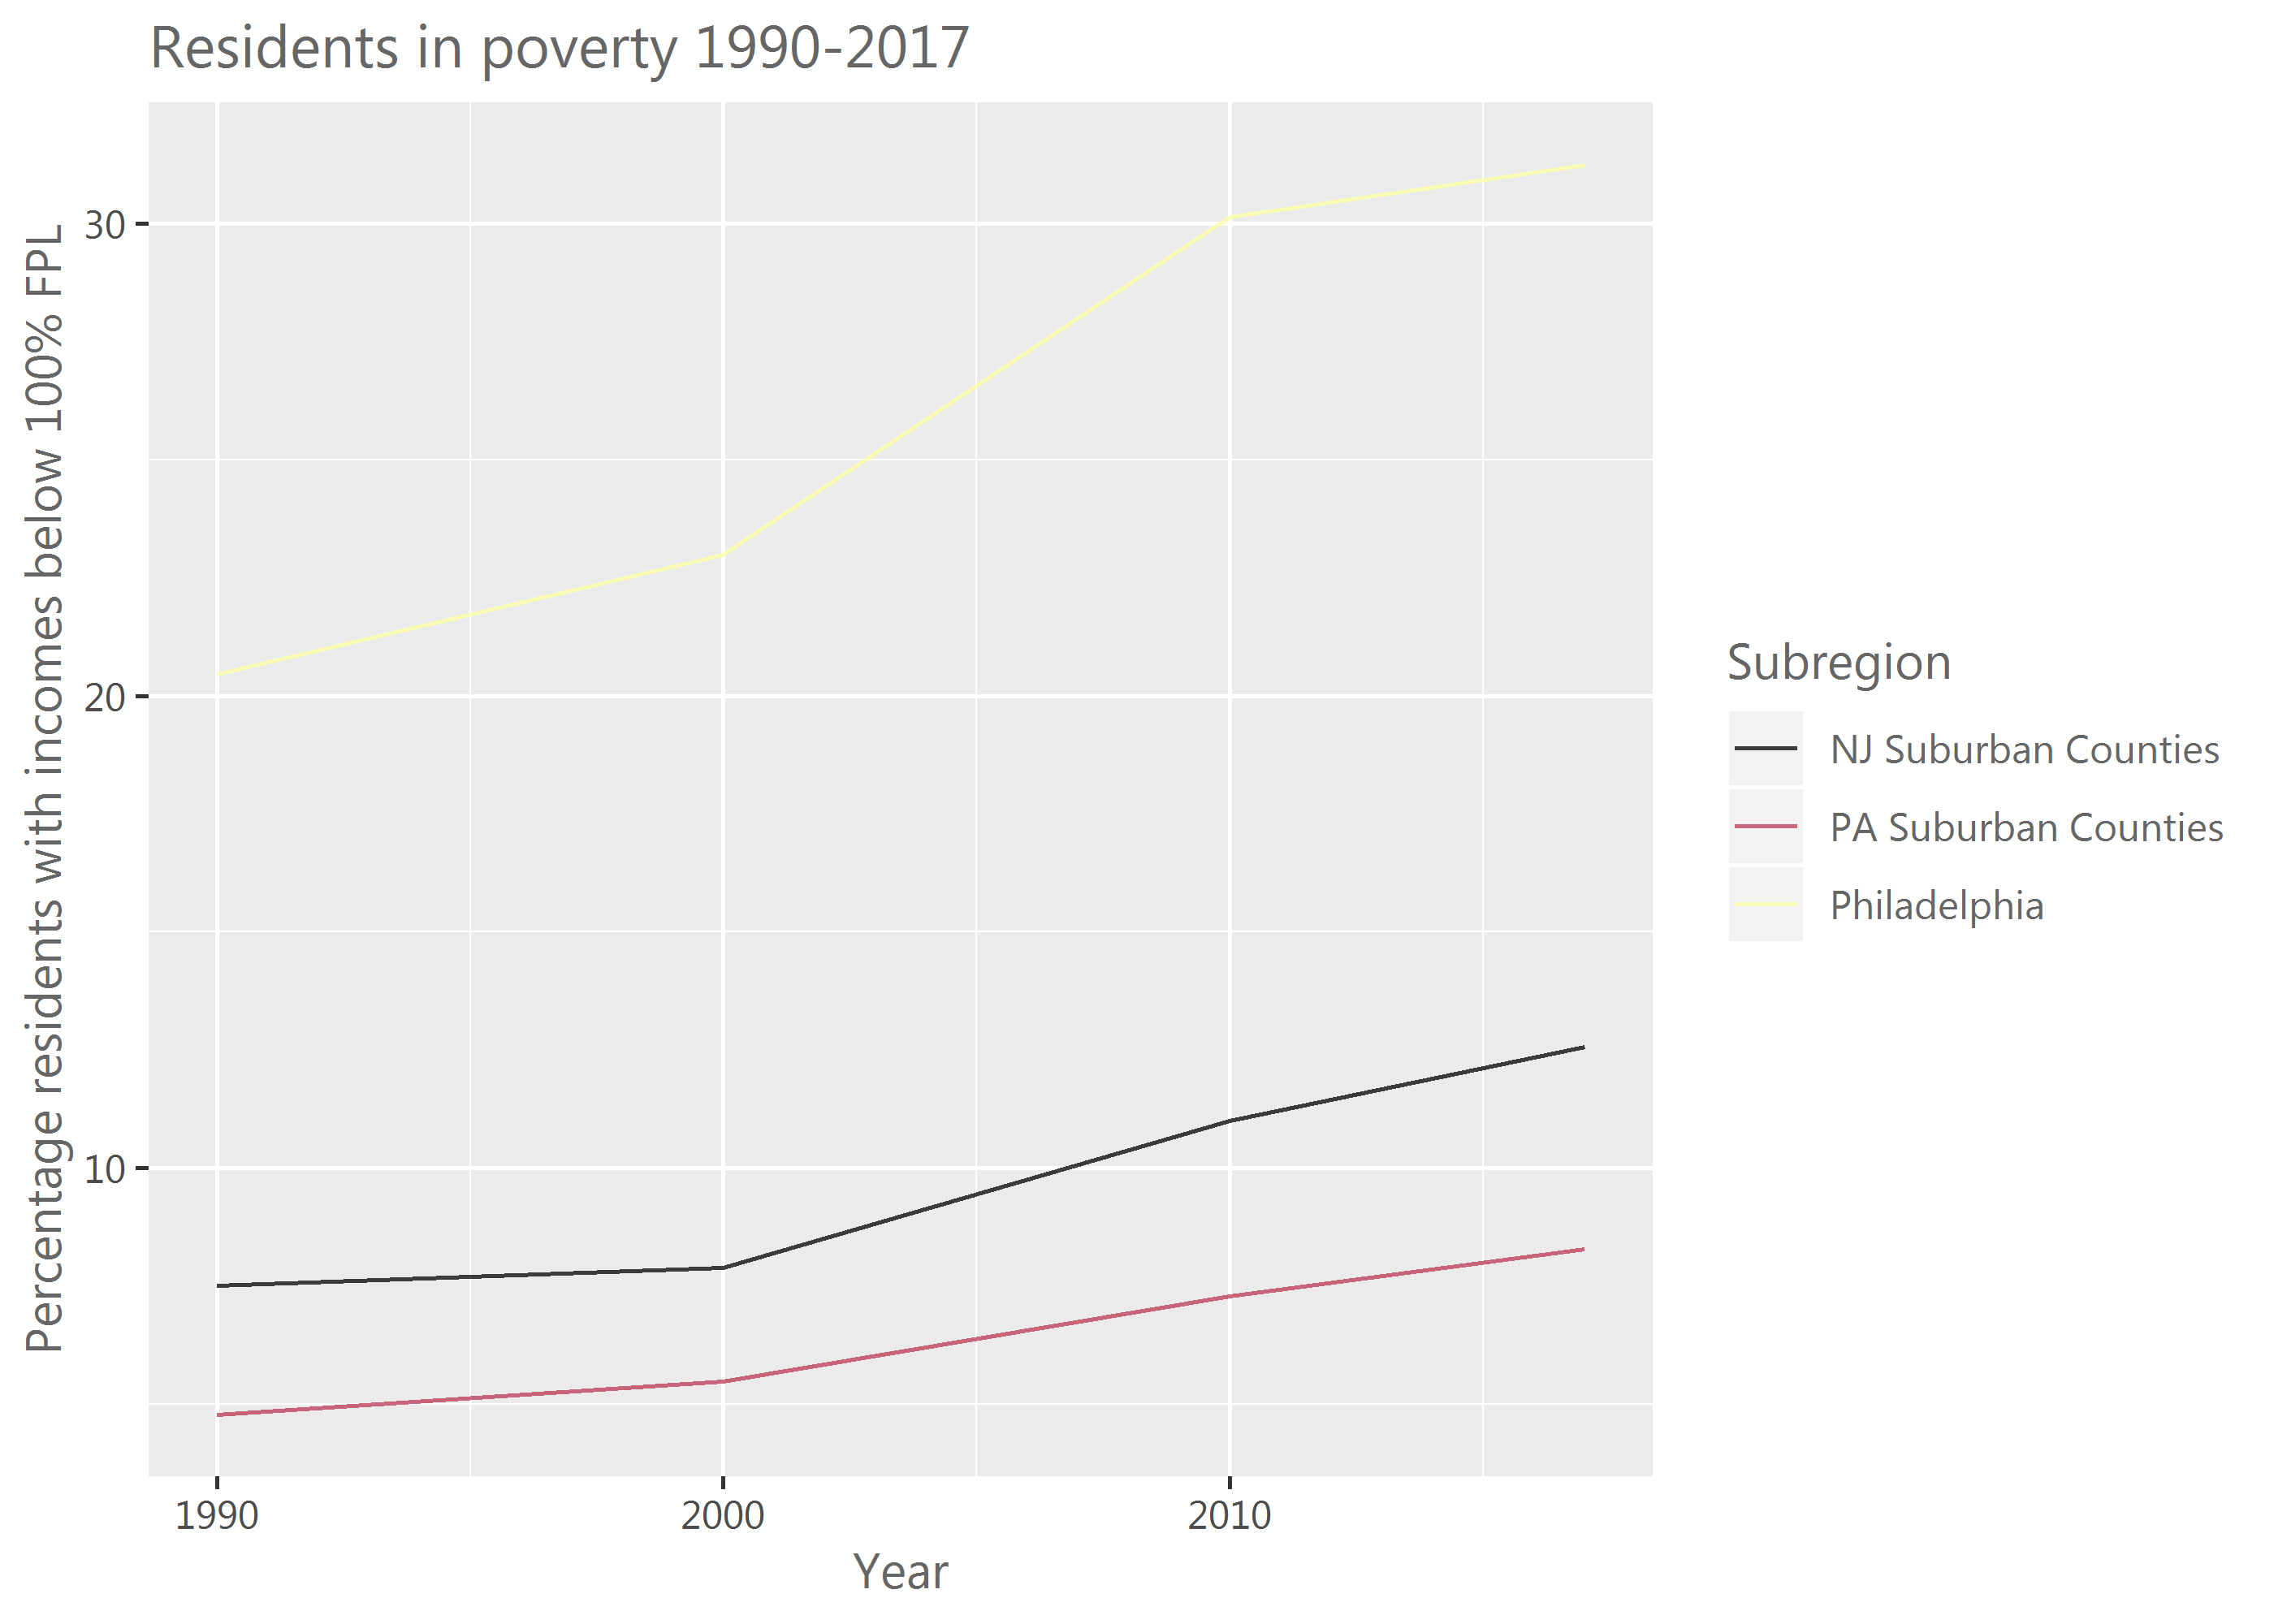 Residents in poverty 1990-2017
Percentage residents with incomes below 100% FPL
30
20
10
1990
2000
2010
Year
Subregion
NJ Suburban Counties
PA Suburban Counties
Philadelphia